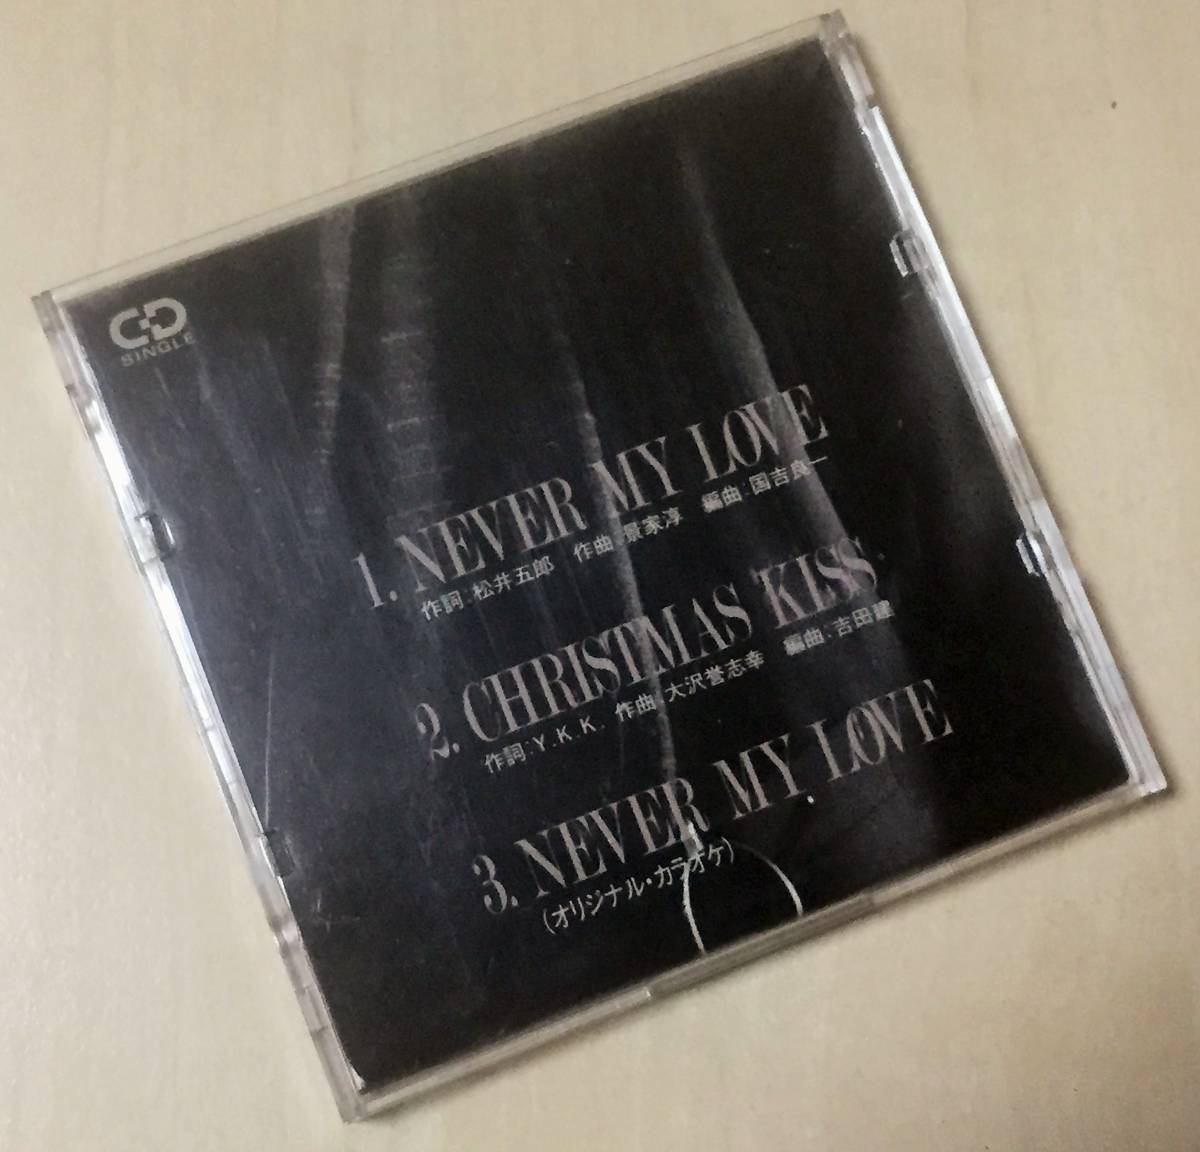 CD
SINGLE
1. NEVER MY LOVE
作詞:松井五郎 作曲:景家淳 編曲:国吉良一
2. CHRISTMAS KISS
作詞:Y.K.K. 作曲:大沢誉志幸 編曲:吉田建
3. NEVER MY LOVE
(オリジナル・カラオケ)